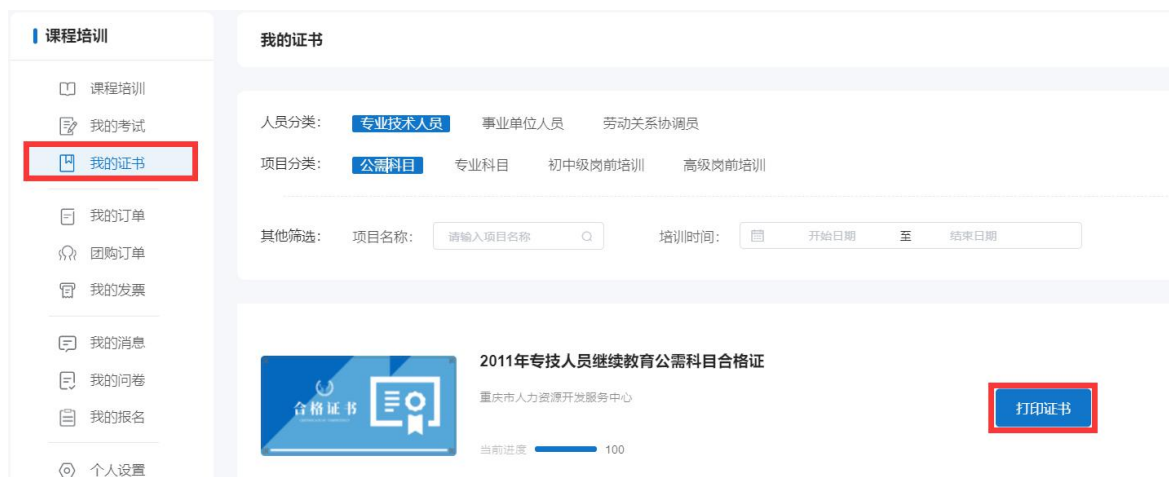 课程培训
课程培训
我的考试
我的证书
我的订单
团购订单
我的发票
我的消息
我的问卷
我的报名
个人设置
我的证书
人员分类： 专业技术人员 事业单位人员 劳动关系协调员
项目分类： 公需科目 专业科目 初中级岗前培训 高级岗前培训
其他筛选： 项目名称： 请输入项目名称 培训时间： 开始日期 至 结束日期
合格证书
2011年专技人员继续教育公需科目合格证
重庆市人力资源开发服务中心
打印证书
当前进度 100